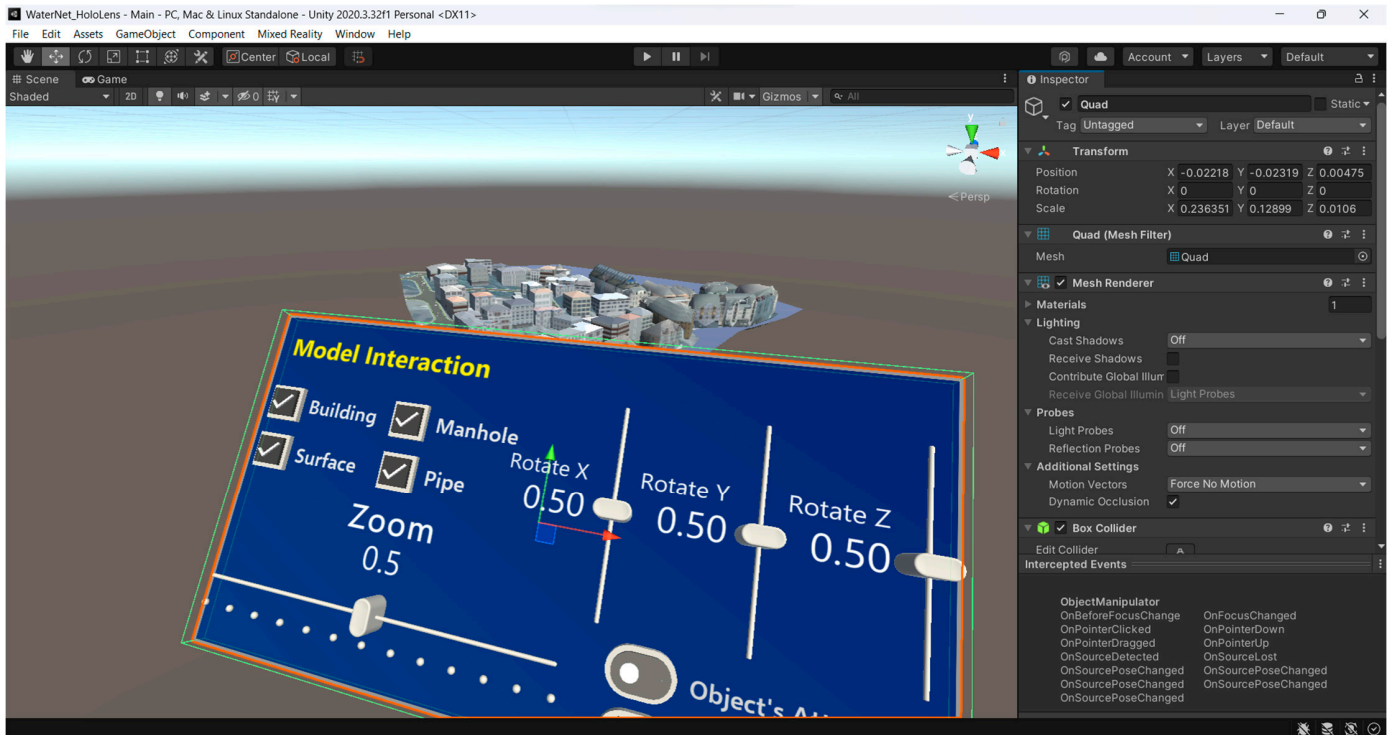 WaterNet_HoloLens - Main - PC, Mac & Linux Standalone - Unity 2020.3.32f1 Personal <DX11>
File Edit Assets GameObject Component Mixed Reality Window Help
Center Local Account Layers Default
Scene Game
Shaded 2D 0 Gizmos All
y
Persp
Model Interaction
Building Manhole
Surface Pipe
Zoom
0.5
Rotate X
0.50
Rotate Y
0.50
Rotate Z
0.50
Object's
Inspector
Quad Static
Tag Untagged Layer Default
Transform
Position X -0.02218 Y -0.02319 Z 0.00475
Rotation X 0 Y 0 Z 0
Scale X 0.236351 Y 0.12899 Z 0.0106
Quad (Mesh Filter)
Mesh Quad
Mesh Renderer
Materials 1
Lighting
Cast Shadows Off
Receive Shadows
Contribute Global Illum
Receive Global Illumin Light Probes
Probes
Light Probes Off
Reflection Probes Off
Additional Settings
Motion Vectors Force No Motion
Dynamic Occlusion
Box Collider
Edit Collider
Intercepted Events
ObjectManipulator
OnBeforeFocusChange OnFocusChanged
OnPointerClicked OnPointerDown
OnPointerDragged OnPointerUp
OnSourceDetected OnSourceLost
OnSourcePoseChanged OnSourcePoseChanged
OnSourcePoseChanged OnSourcePoseChanged
OnSourcePoseChanged